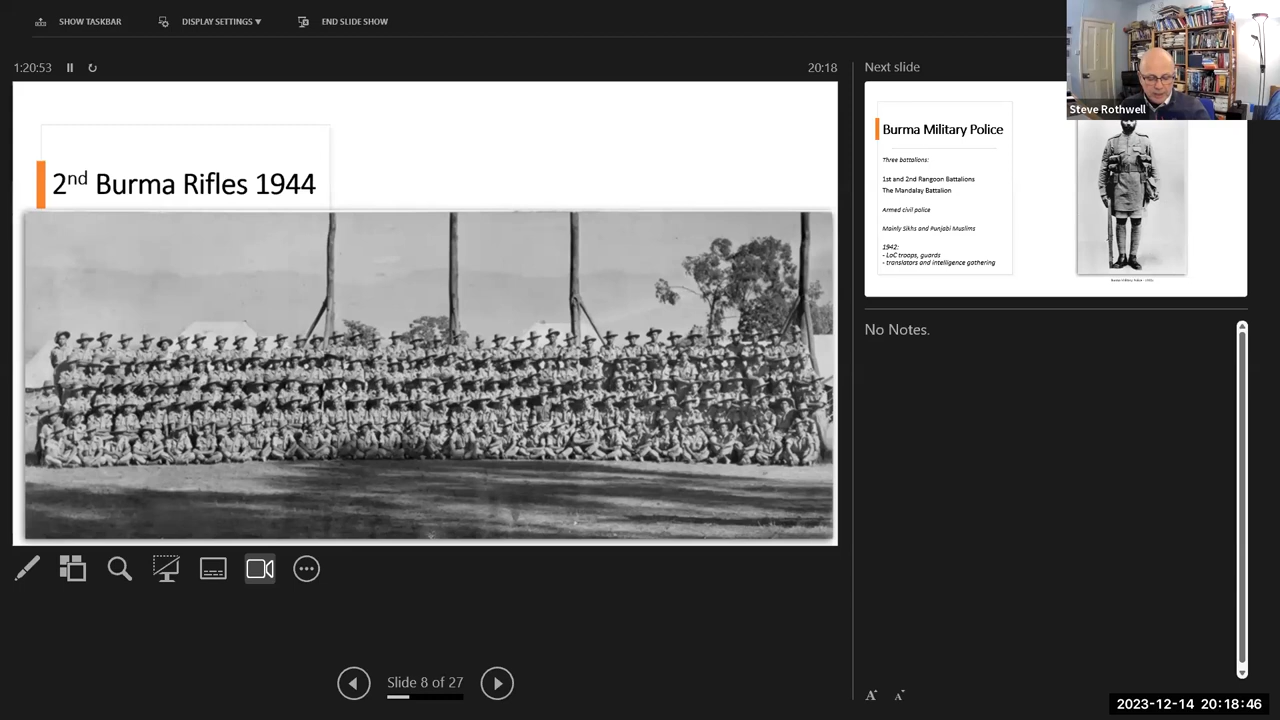 SHOW TASKBAR
DISPLAY SETTINGS ▼
END SLIDE SHOW
1:20:53
20:18
Next slide
Steve Rothwell
2nd Burma Rifles 1944
Burma Military Police
Three battalions:
1st and 2nd Rangoon Battalions
The Mandalay Battalion
Armed civil police
Mainly Sikhs and Punjabi Muslims
1942:
- LoC troops, guards
- translators and intelligence gathering
No Notes.
Slide 8 of 27
A A
2023-12-14 20:18:46